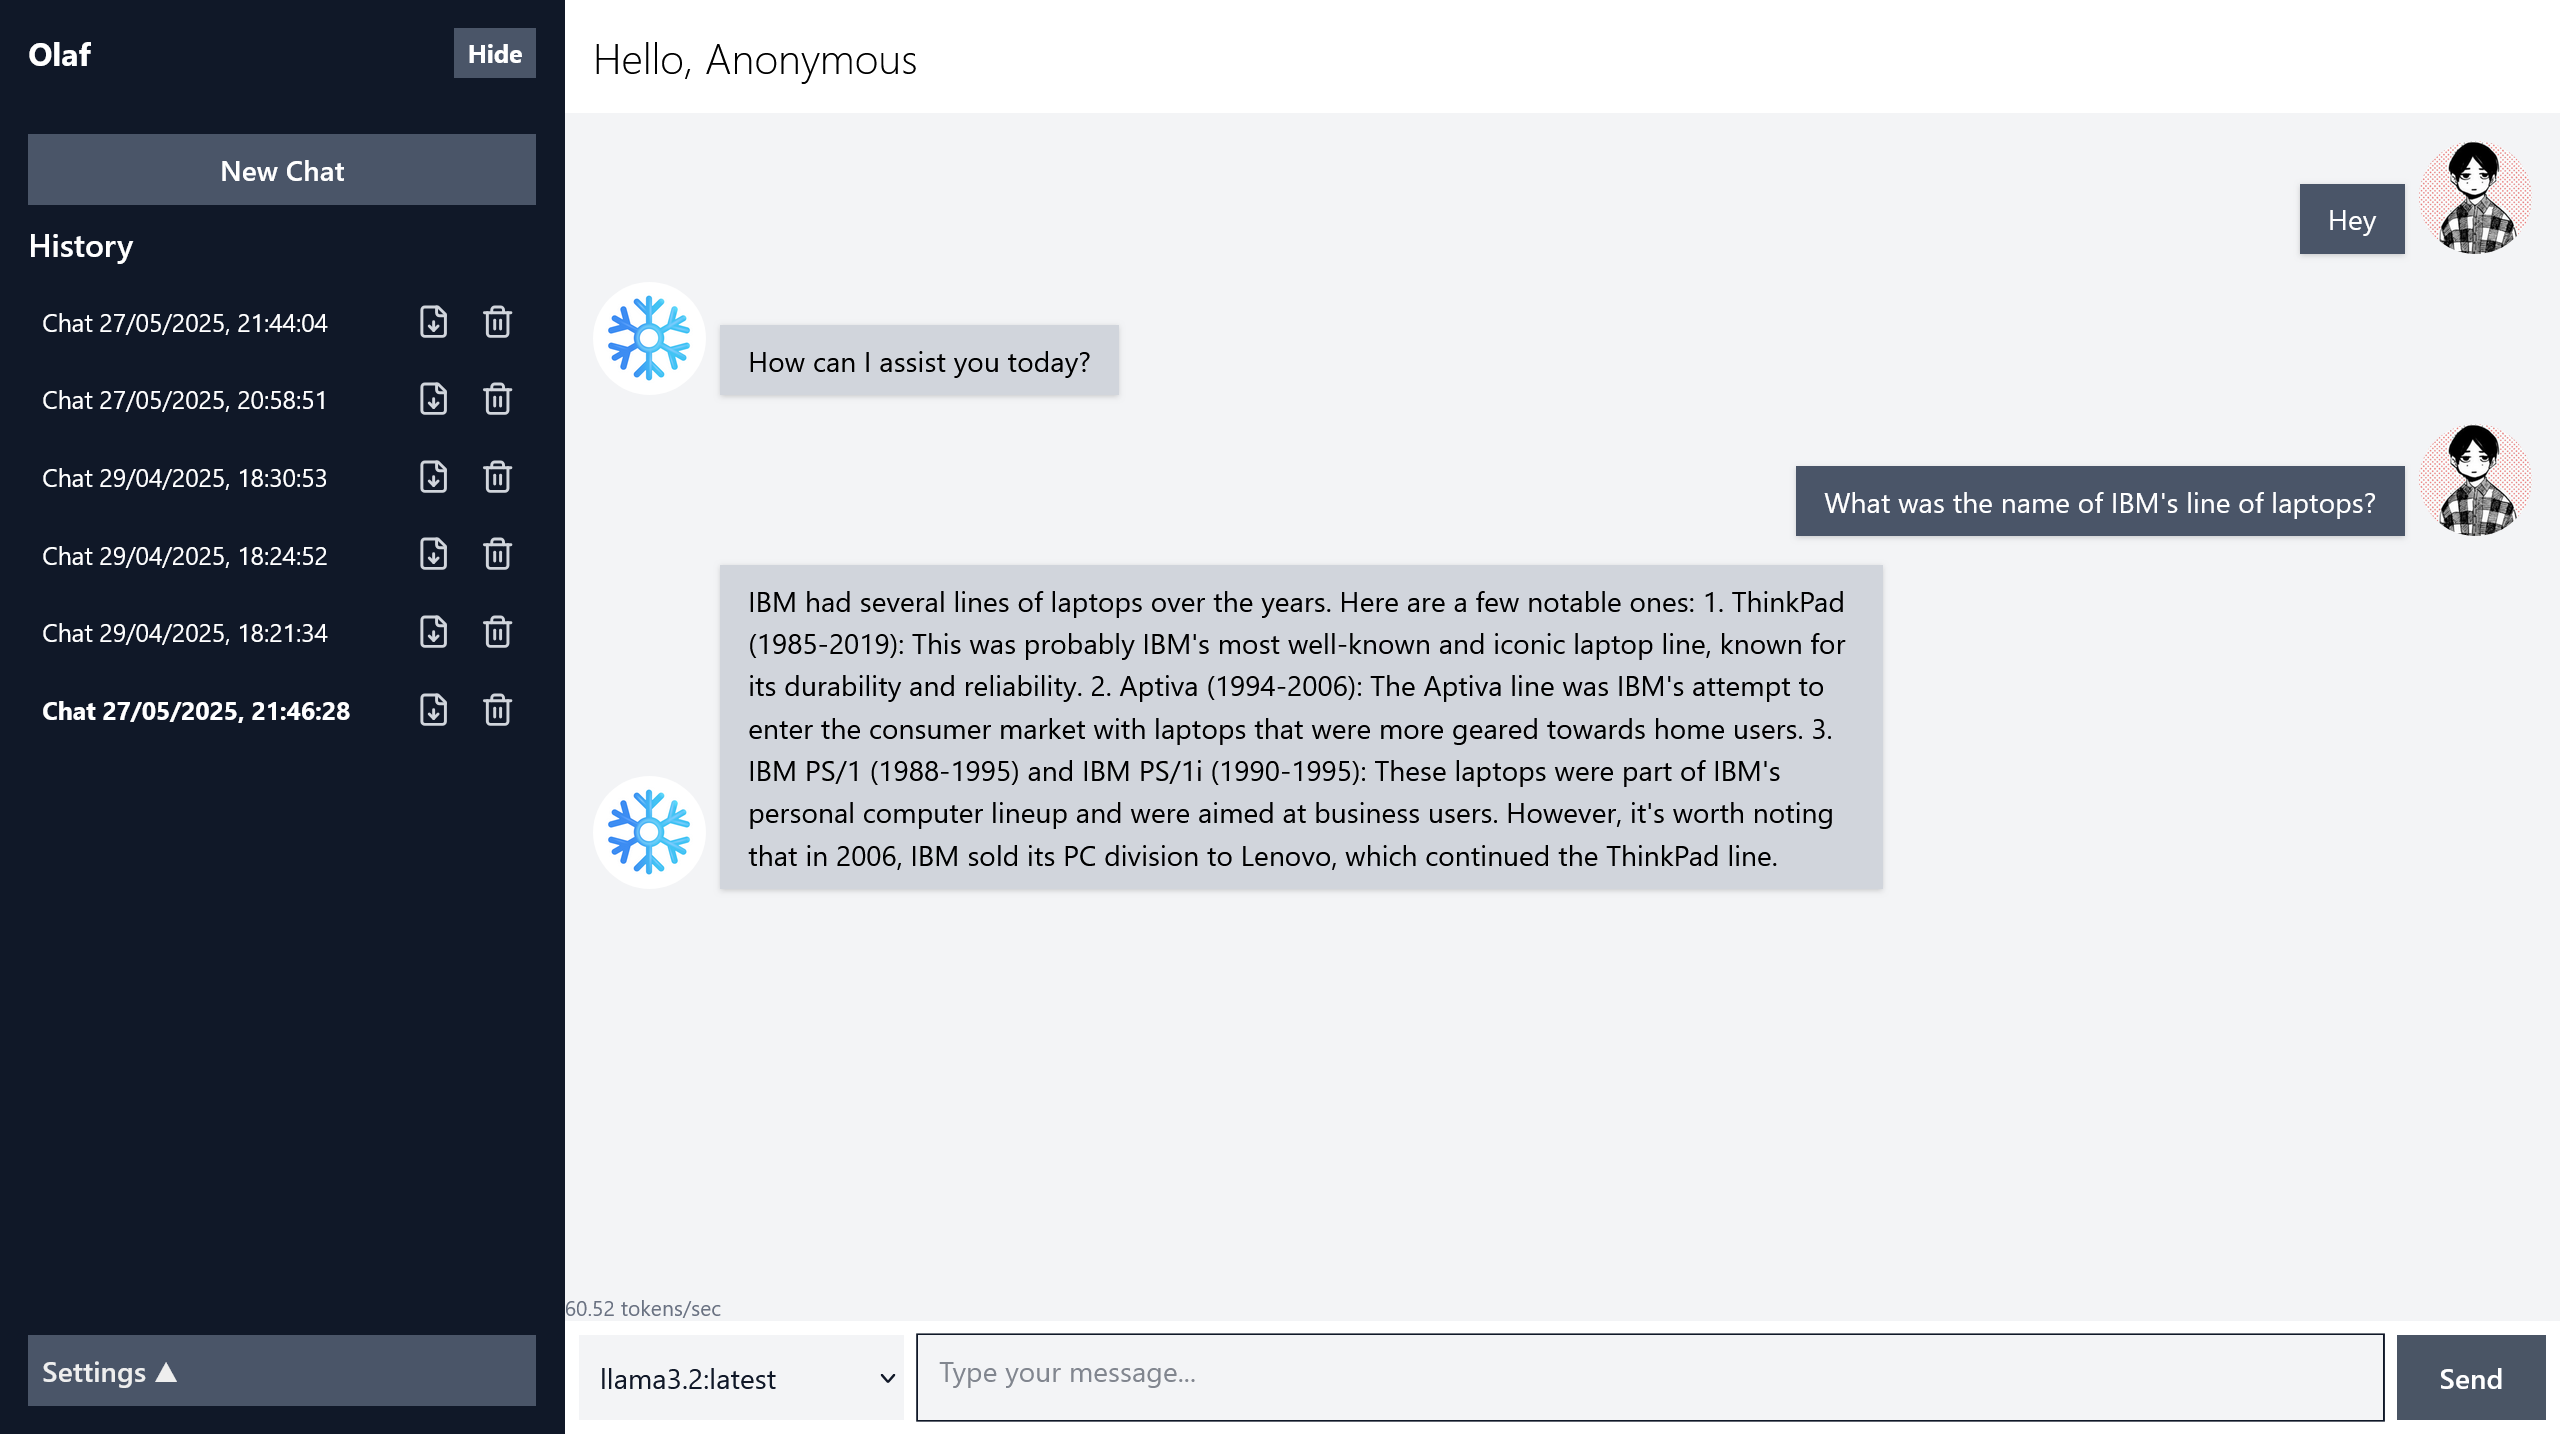 Olaf
Hide
New Chat
History
Chat 27/05/2025, 21:44:04
Chat 27/05/2025, 20:58:51
Chat 29/04/2025, 18:30:53
Chat 29/04/2025, 18:24:52
Chat 29/04/2025, 18:21:34
Chat 27/05/2025, 21:46:28
Settings ▲
Hello, Anonymous
Hey
How can I assist you today?
What was the name of IBM's line of laptops?
IBM had several lines of laptops over the years. Here are a few notable ones: 1. ThinkPad
(1985-2019): This was probably IBM's most well-known and iconic laptop line, known for
its durability and reliability. 2. Aptiva (1994-2006): The Aptiva line was IBM's attempt to
enter the consumer market with laptops that were more geared towards home users. 3.
IBM PS/1 (1988-1995) and IBM PS/1i (1990-1995): These laptops were part of IBM's
personal computer lineup and were aimed at business users. However, it's worth noting
that in 2006, IBM sold its PC division to Lenovo, which continued the ThinkPad line.
60.52 tokens/sec
llama3.2:latest
Type your message...
Send